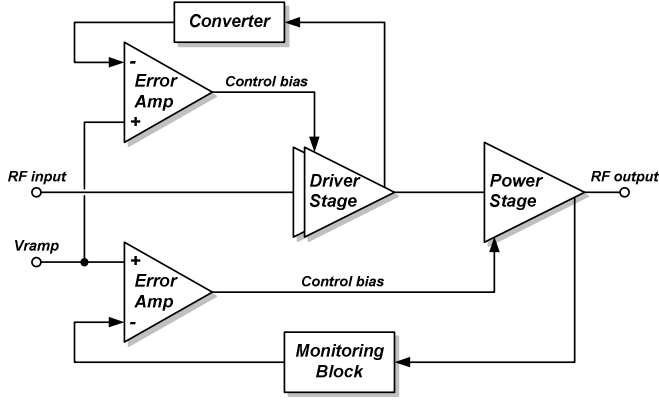 Converter
-
Error
Amp
+
Control bias
RF input
Driver
Stage
Power
Stage
RF output
Vramp
+
Error
Amp
-
Control bias
Monitoring
Block